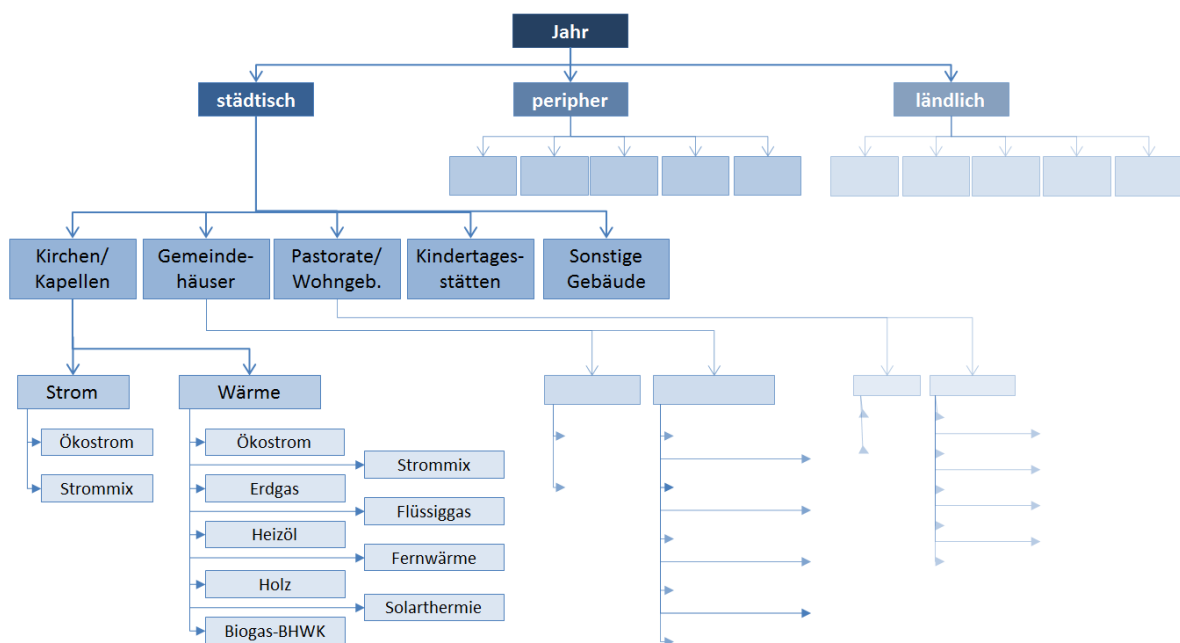 Jahr
städtisch
peripher
ländlich
Kirchen/
Kapellen
Gemeinde-
häuser
Pastorate/
Wohngeb.
Kindertages-
stätten
Sonstige
Gebäude
Strom
Wärme
Ökostrom
Strommix
Ökostrom
Strommix
Erdgas
Flüssiggas
Heizöl
Fernwärme
Holz
Solarthermie
Biogas-BHWK